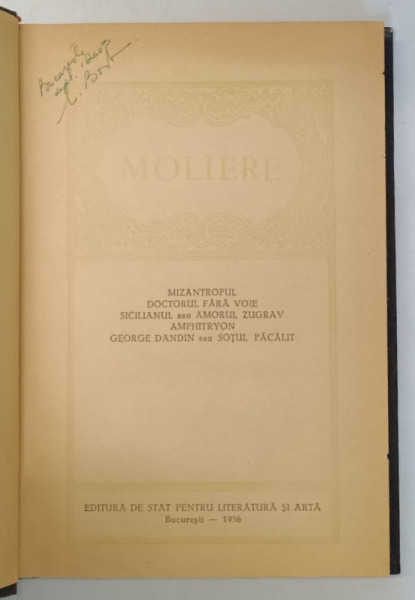 București
MOLIÈRE
MIZANTROPUL
DOCTORUL FĂRĂ VOIE
SICILIANUL sau AMORUL ZUGRAV
AMPHITRYON
GEORGE DANDIN sau SOȚUL PĂCĂLIT
EDITURA DE STAT PENTRU LITERATURĂ ȘI ARTĂ
București — 1956